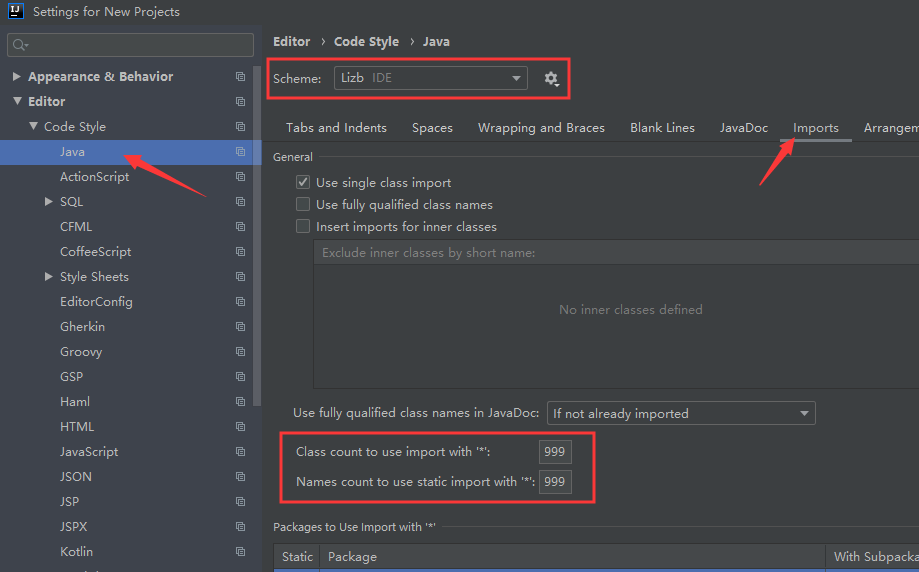 Settings for New Projects
Appearance & Behavior
Editor
Code Style
Java
ActionScript
SQL
CFML
CoffeeScript
Style Sheets
EditorConfig
Gherkin
Groovy
GSP
Haml
HTML
JavaScript
JSON
JSP
JSPX
Kotlin
Editor › Code Style › Java
Scheme: Lizb IDE
Tabs and Indents Spaces Wrapping and Braces Blank Lines JavaDoc Imports Arrangem
General
Use single class import
Use fully qualified class names
Insert imports for inner classes
Exclude inner classes by short name:
No inner classes defined
Use fully qualified class names in JavaDoc: If not already imported
Class count to use import with '*': 999
Names count to use static import with '*': 999
Packages to Use Import with '*'
Static Package With Subpacka